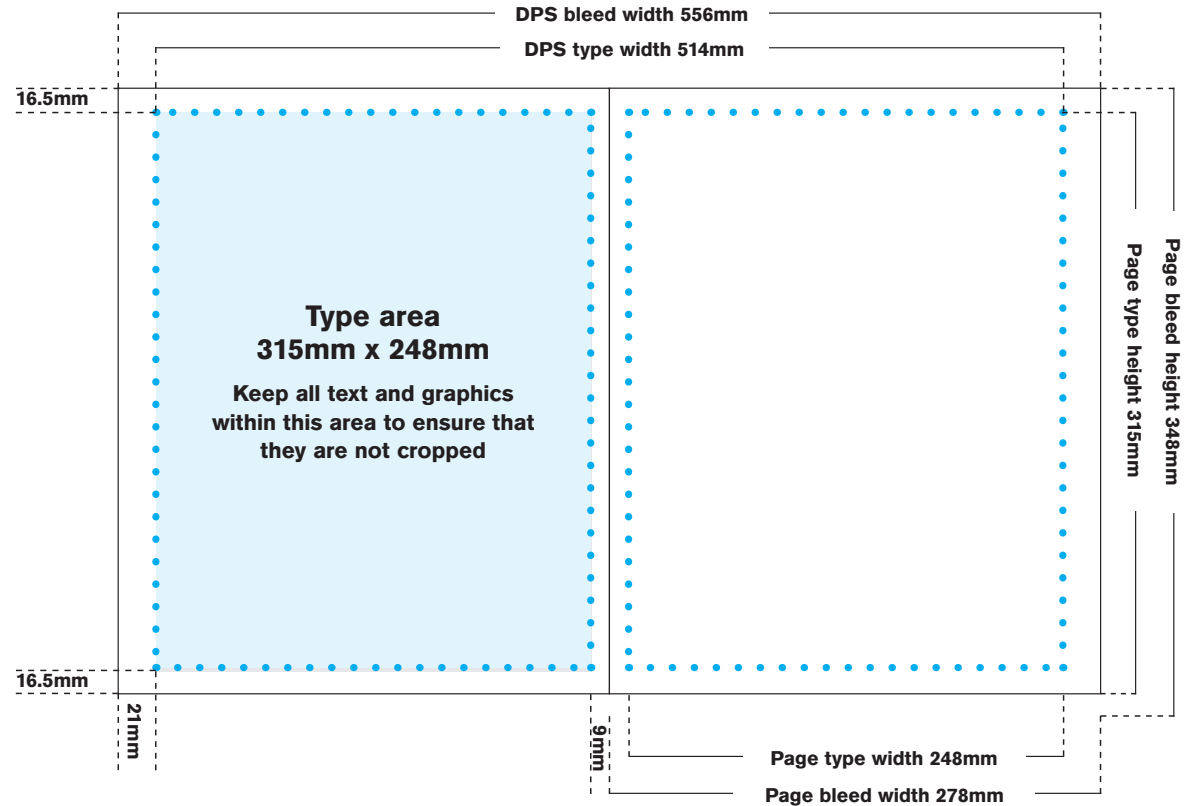 DPS bleed width 556mm
DPS type width 514mm
16.5mm
Type area
315mm x 248mm
Keep all text and graphics
within this area to ensure that
they are not cropped
Page type height 315mm
Page bleed height 348mm
16.5mm
21mm
9mm
Page type width 248mm
Page bleed width 278mm